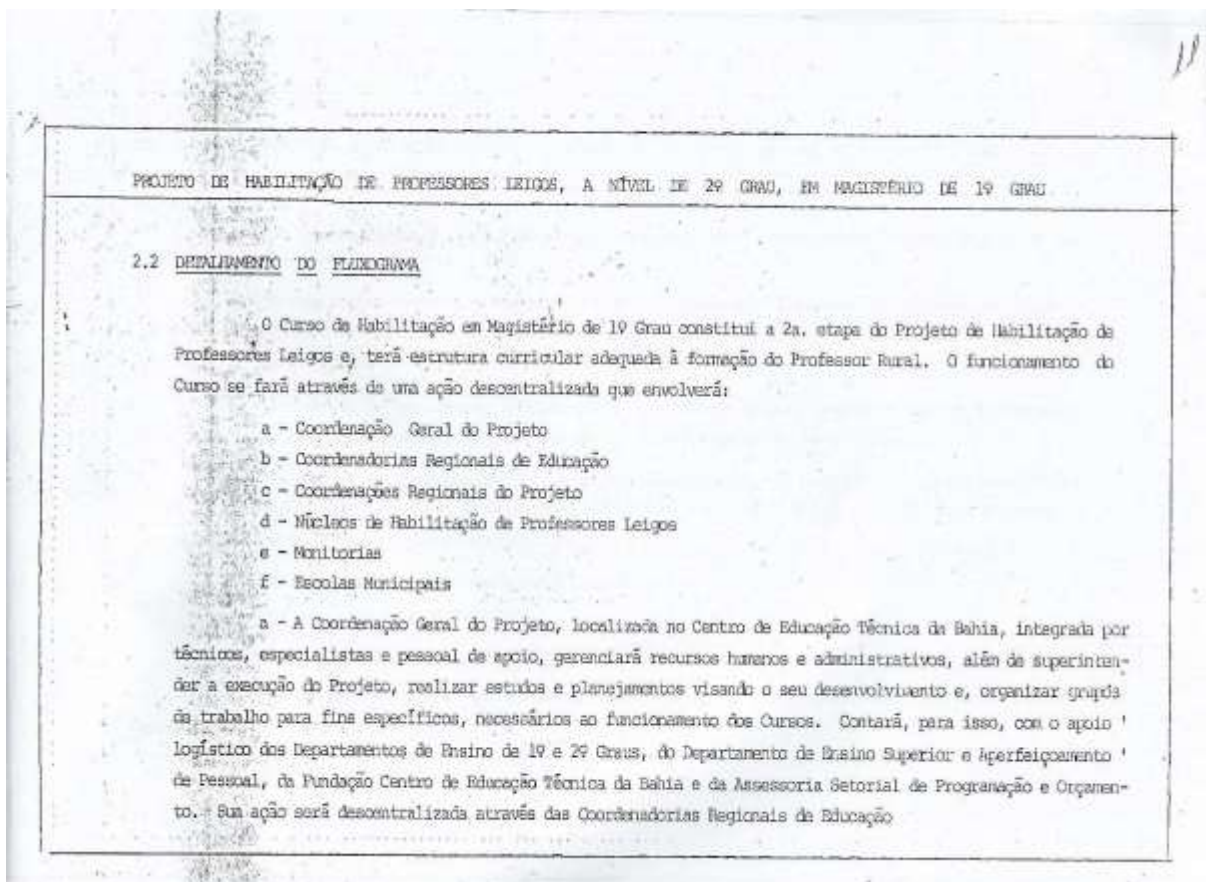 PROJETO DE HABILITAÇÃO DE PROFESSORES LEIGOS, A NÍVEL DE 2º GRAU, EM MAGISTÉRIO DE 1º GRAU
2.2 DETALHAMENTO DO FLUXOGRAMA
O Curso de Habilitação em Magistério de 1º Grau constitui a 2a. etapa do Projeto de Habilitação de
Professores Leigos e, terá estrutura curricular adequada à formação do Professor Rural. O funcionamento do
Curso se fará através de uma ação descentralizada que envolverá:
a - Coordenação Geral do Projeto
b - Coordenadorias Regionais de Educação
c - Coordenações Regionais do Projeto
d - Núcleos de Habilitação de Professores Leigos
e - Monitorias
f - Escolas Municipais
a - A Coordenação Geral do Projeto, localizada no Centro de Educação Técnica da Bahia, integrada por
técnicos, especialistas e pessoal de apoio, gerenciará recursos humanos e administrativos, além de superinten-
der a execução do Projeto, realizar estudos e planejamentos visando o seu desenvolvimento e, organizar grupos
de trabalho para fins específicos, necessários ao funcionamento dos Cursos. Contará, para isso, com o apoio '
logístico dos Departamentos de Ensino de 1º e 2º Graus, do Departamento de Ensino Superior e Aperfeiçoamento '
de Pessoal, da Fundação Centro de Educação Técnica da Bahia e da Assessoria Setorial de Programação e Orçamen-
to. Sua ação será descentralizada através das Coordenadorias Regionais de Educação